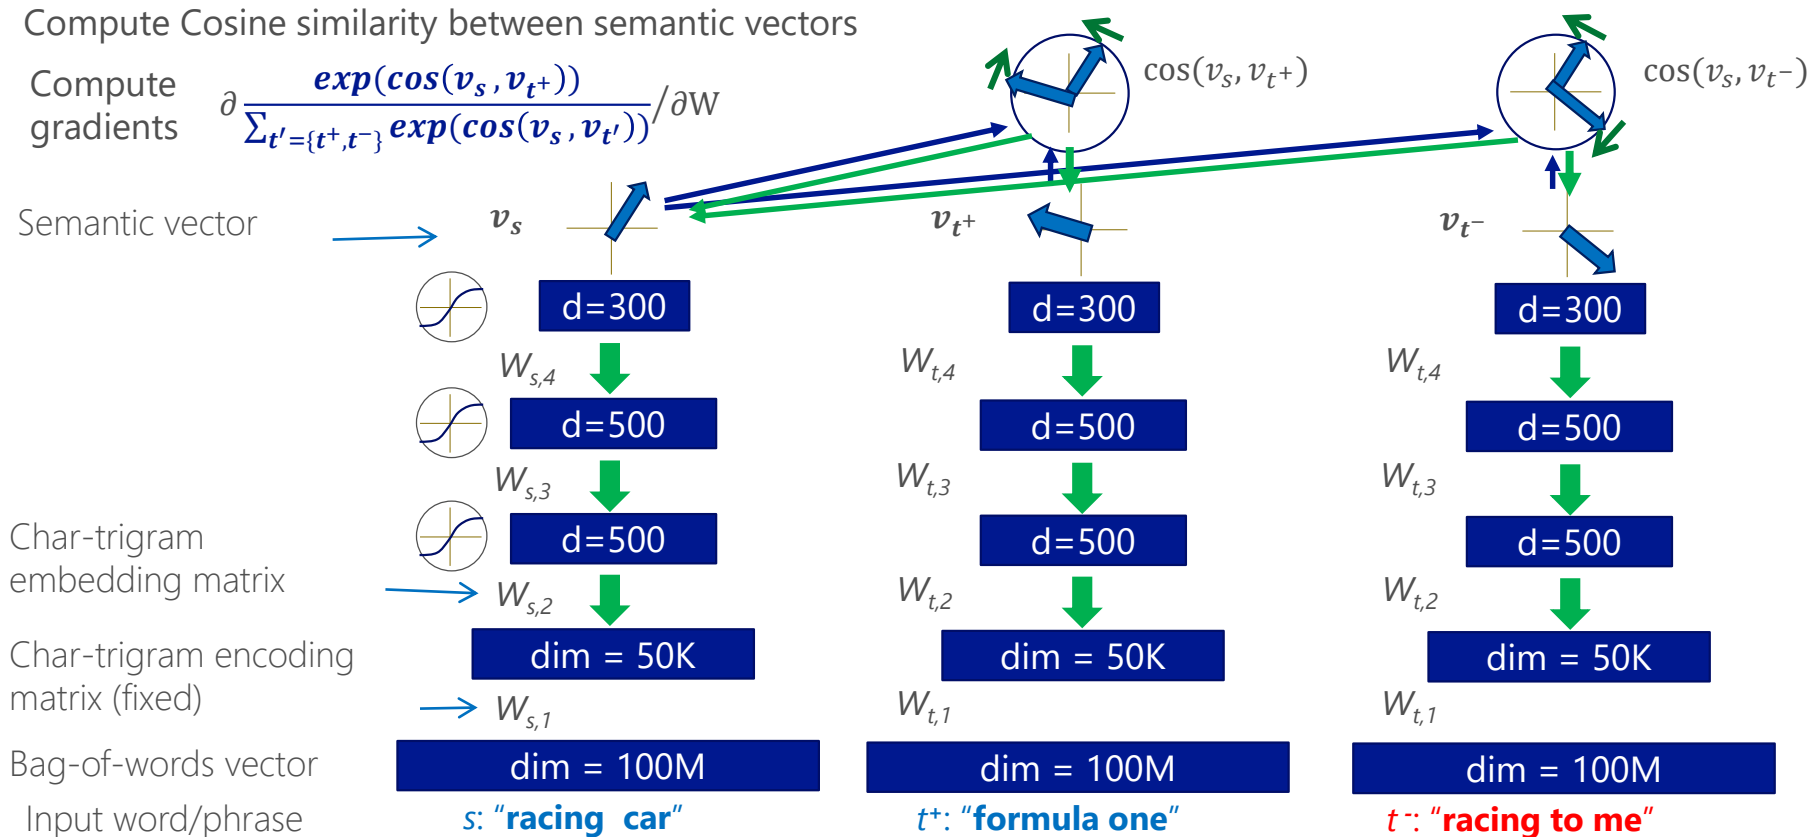 Compute Cosine similarity between semantic vectors
Compute gradients ∂ exp(cos(v_s, v_t+)) / ∑_t'={t+,t-} exp(cos(v_s, v_t')) /∂W
cos(v_s, v_t+)
cos(v_s, v_t-)
Semantic vector
v_s
v_t+
v_t-
d=300
d=300
d=300
W_s,4
W_t,4
W_t,4
d=500
d=500
d=500
W_s,3
W_t,3
W_t,3
d=500
d=500
d=500
Char-trigram
embedding matrix
W_s,2
W_t,2
W_t,2
dim = 50K
dim = 50K
dim = 50K
Char-trigram encoding
matrix (fixed)
W_s,1
W_t,1
W_t,1
Bag-of-words vector
dim = 100M
dim = 100M
dim = 100M
Input word/phrase
s: “racing car”
t+: “formula one”
t-: “racing to me”